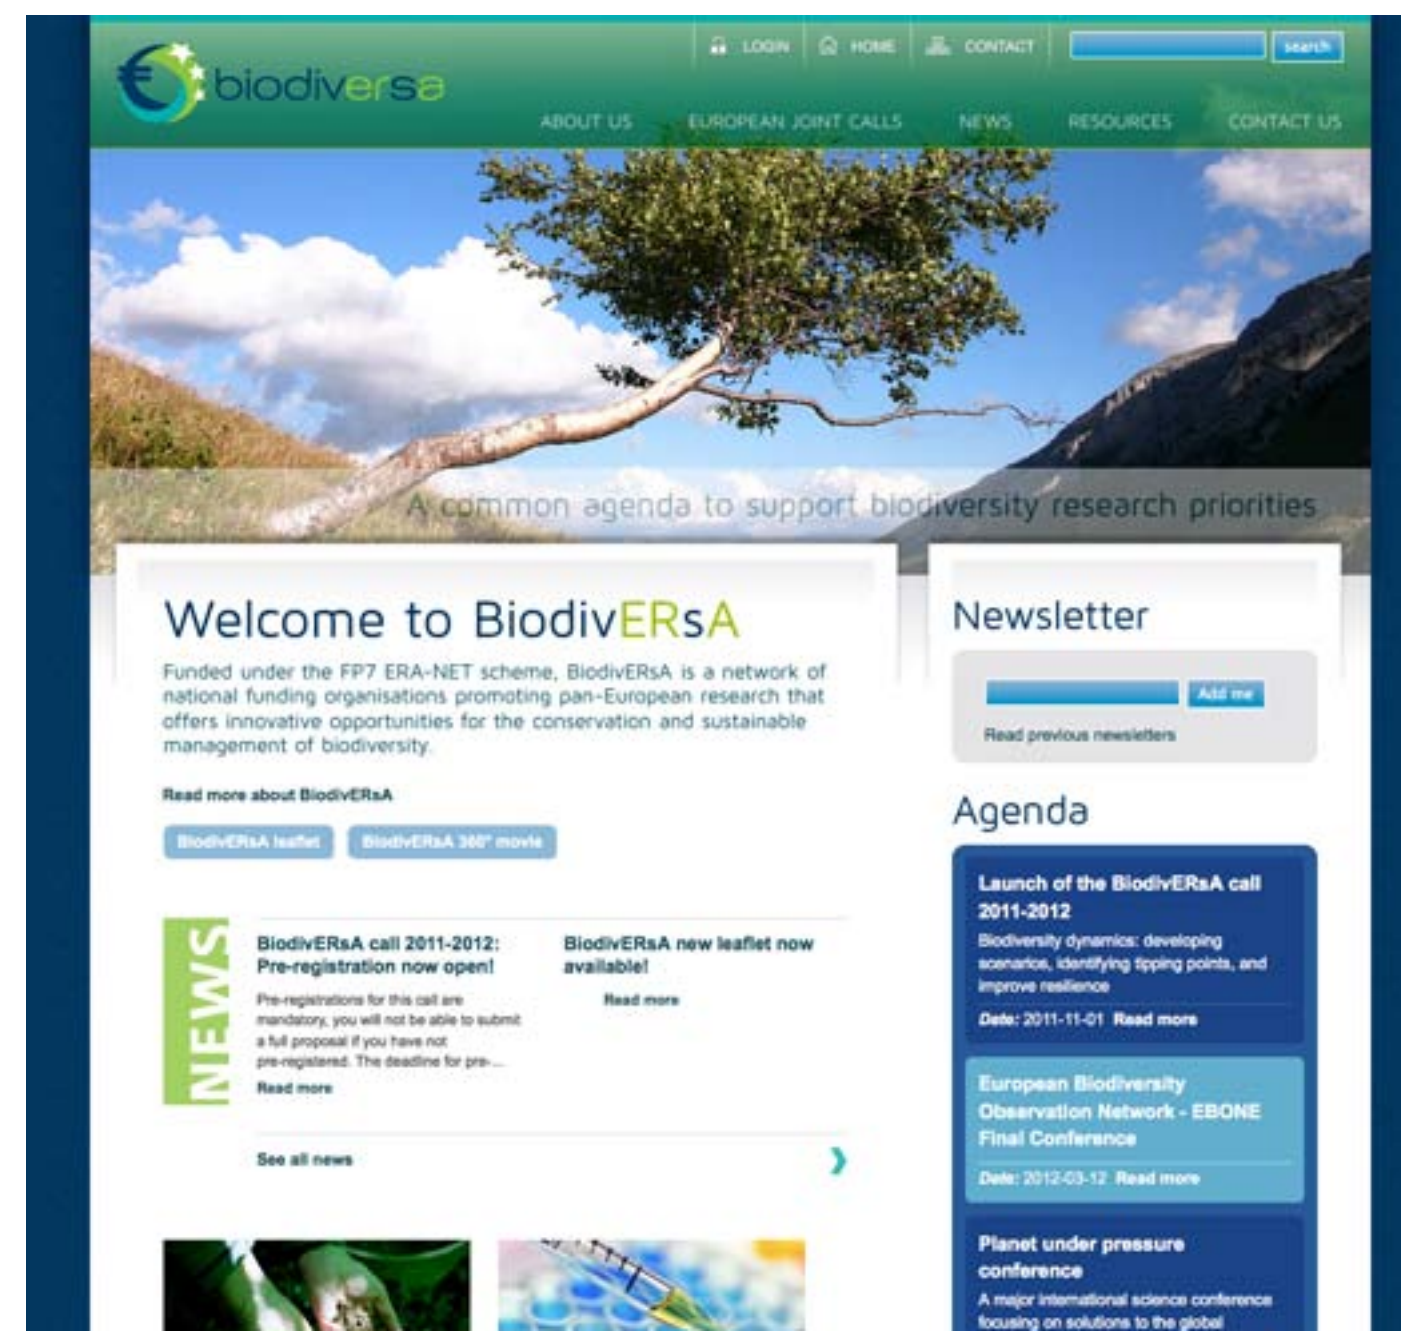 LOGIN HOME CONTACT search
€ biodiversa
ABOUT US EUROPEAN JOINT CALLS NEWS RESOURCES CONTACT US
A common agenda to support biodiversity research priorities
Welcome to BiodivERsA
Funded under the FP7 ERA-NET scheme, BiodivERsA is a network of
national funding organisations promoting pan-European research that
offers innovative opportunities for the conservation and sustainable
management of biodiversity.
Read more about BiodivERsA
BiodivERsA leaflet BiodivERsA 360° movie
NEWS
BiodivERsA call 2011-2012:
Pre-registration now open!
Pre-registrations for this call are
mandatory, you will not be able to submit
a full proposal if you have not
pre-registered. The deadline for pre-...
Read more
BiodivERsA new leaflet now
available!
Read more
See all news
Newsletter
Add me
Read previous newsletters
Agenda
Launch of the BiodivERsA call
2011-2012
Biodiversity dynamics: developing
scenarios, identifying tipping points, and
improve resilience
Date: 2011-11-01 Read more
European Biodiversity
Observation Network - EBONE
Final Conference
Date: 2012-03-12 Read more
Planet under pressure
conference
A major international science conference
focusing on solutions to the global